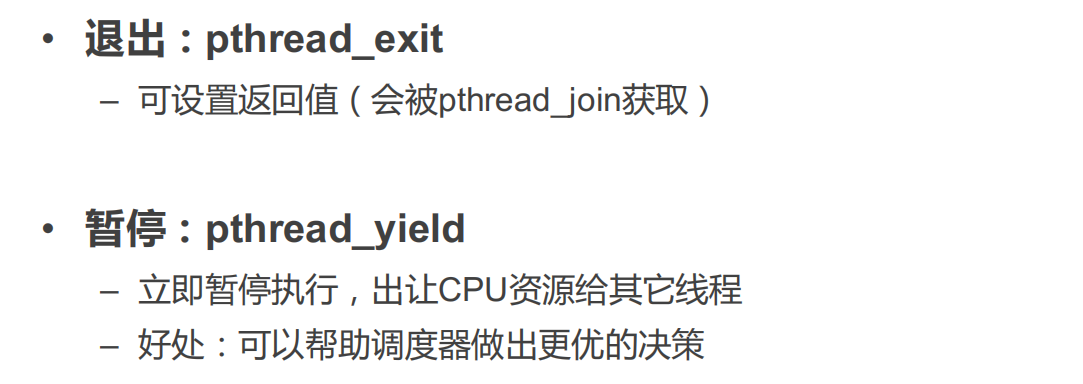 • 退出：pthread_exit
– 可设置返回值（会被pthread_join获取）
• 暂停：pthread_yield
– 立即暂停执行，出让CPU资源给其它线程
– 好处：可以帮助调度器做出更优的决策